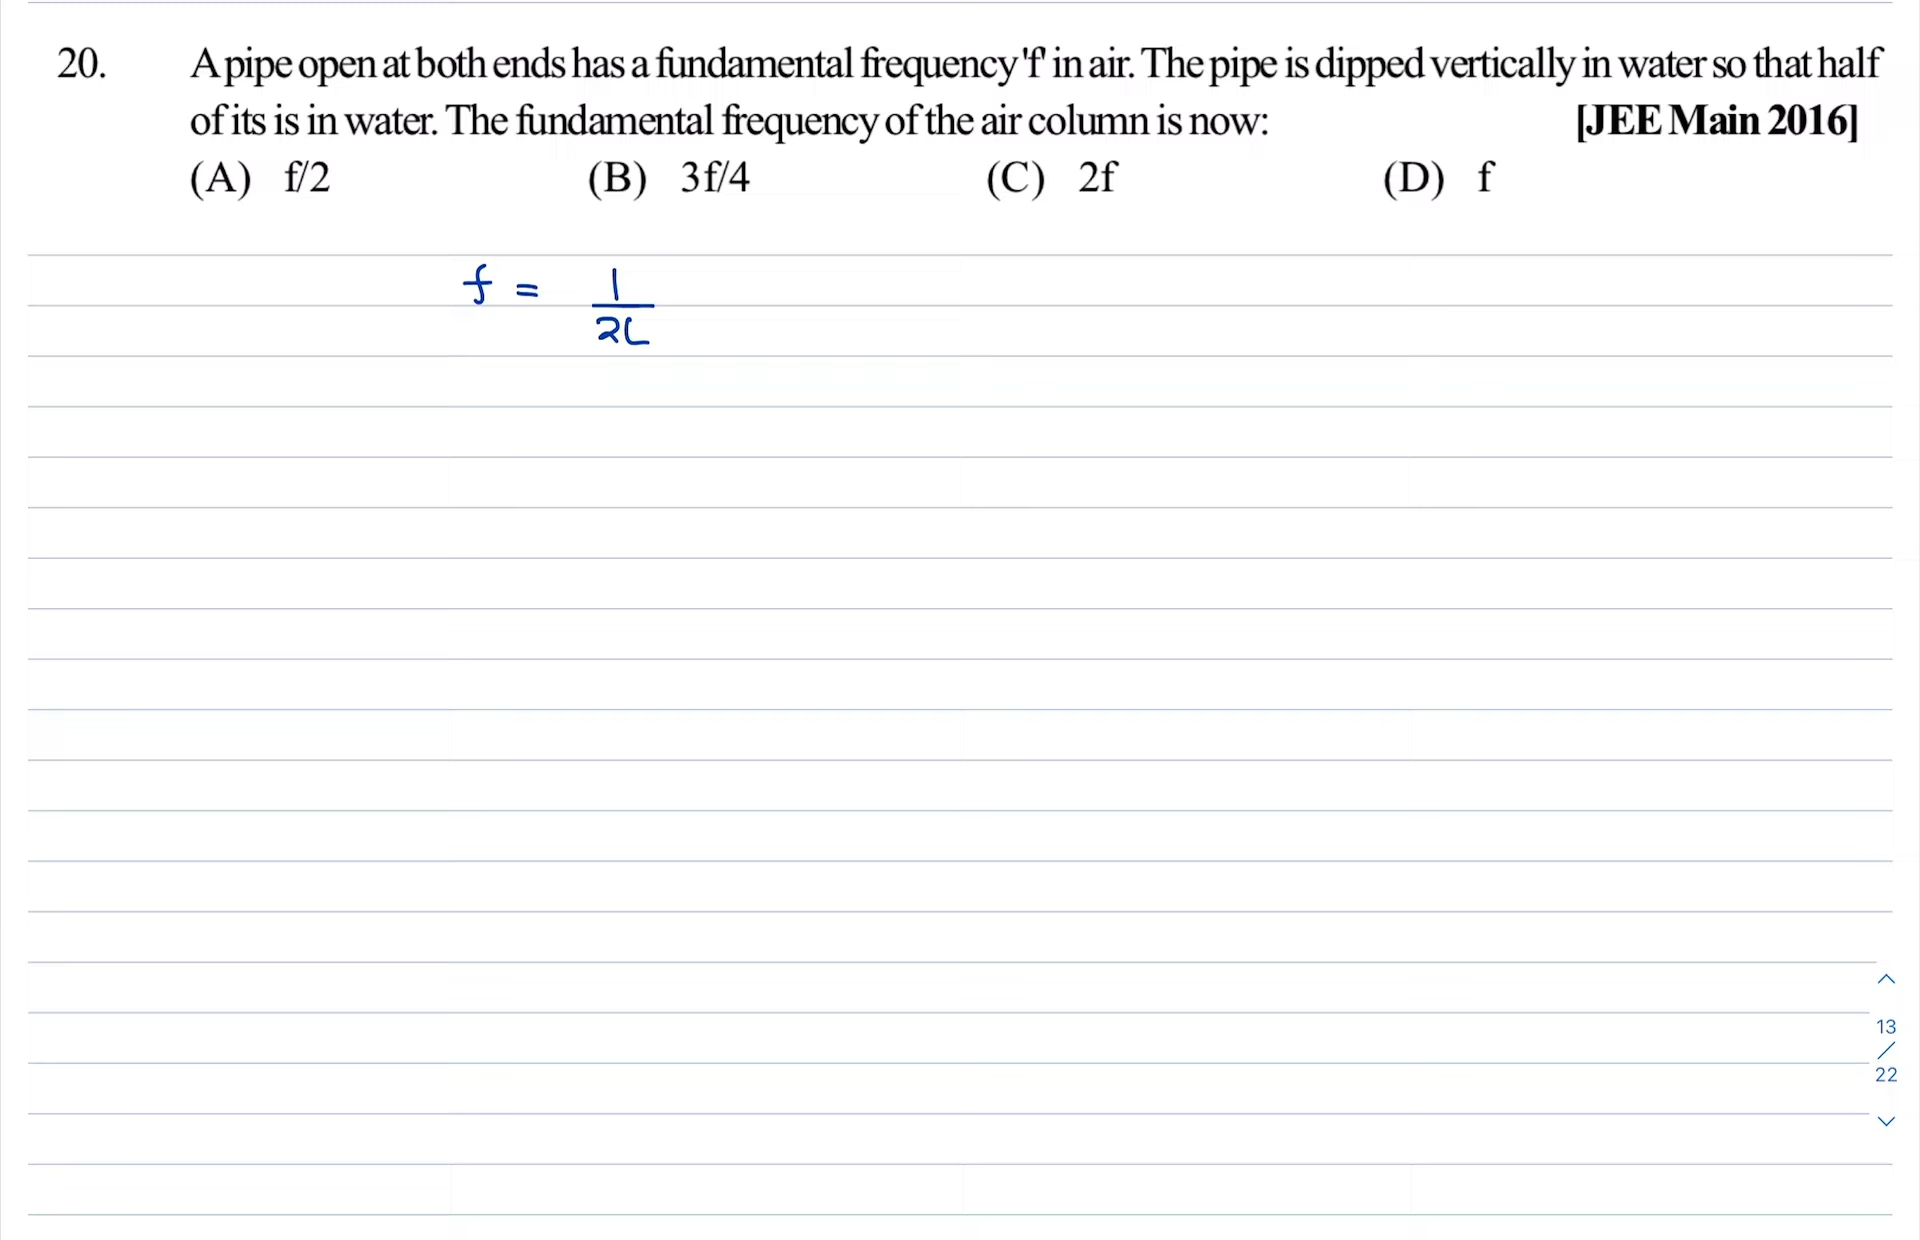 20. A pipe open at both ends has a fundamental frequency 'f' in air. The pipe is dipped vertically in water so that half
of its is in water. The fundamental frequency of the air column is now: [JEE Main 2016]
(A) f/2 (B) 3f/4 (C) 2f (D) f
f = 1
2L
13
/
22